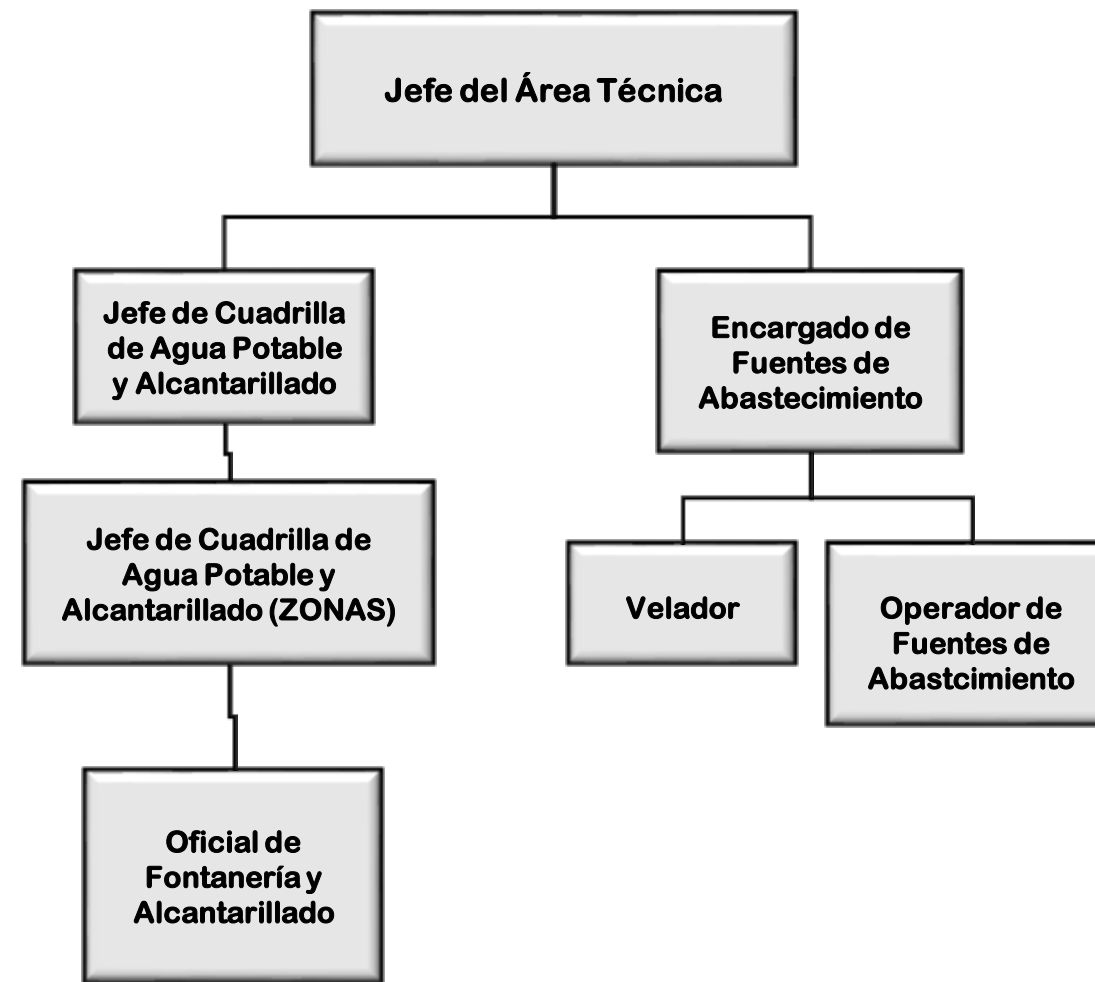 Jefe del Área Técnica
Jefe de Cuadrilla
de Agua Potable
y Alcantarillado
Encargado de
Fuentes de
Abastecimiento
Jefe de Cuadrilla de
Agua Potable y
Alcantarillado (ZONAS)
Velador
Operador de
Fuentes de
Abastcimiento
Oficial de
Fontanería y
Alcantarillado